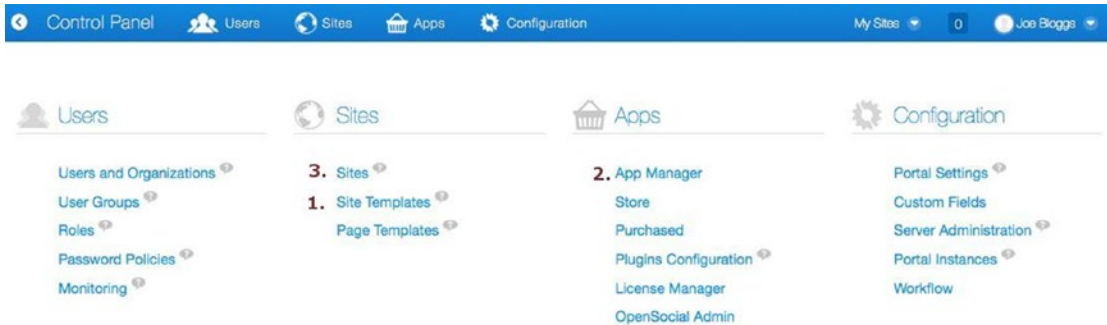 Control Panel Users Sites Apps Configuration My Sites 0 Joe Bloggs
Users
Users and Organizations
User Groups
Roles
Password Policies
Monitoring
Sites
3. Sites
1. Site Templates
Page Templates
Apps
2. App Manager
Store
Purchased
Plugins Configuration
License Manager
OpenSocial Admin
Configuration
Portal Settings
Custom Fields
Server Administration
Portal Instances
Workflow